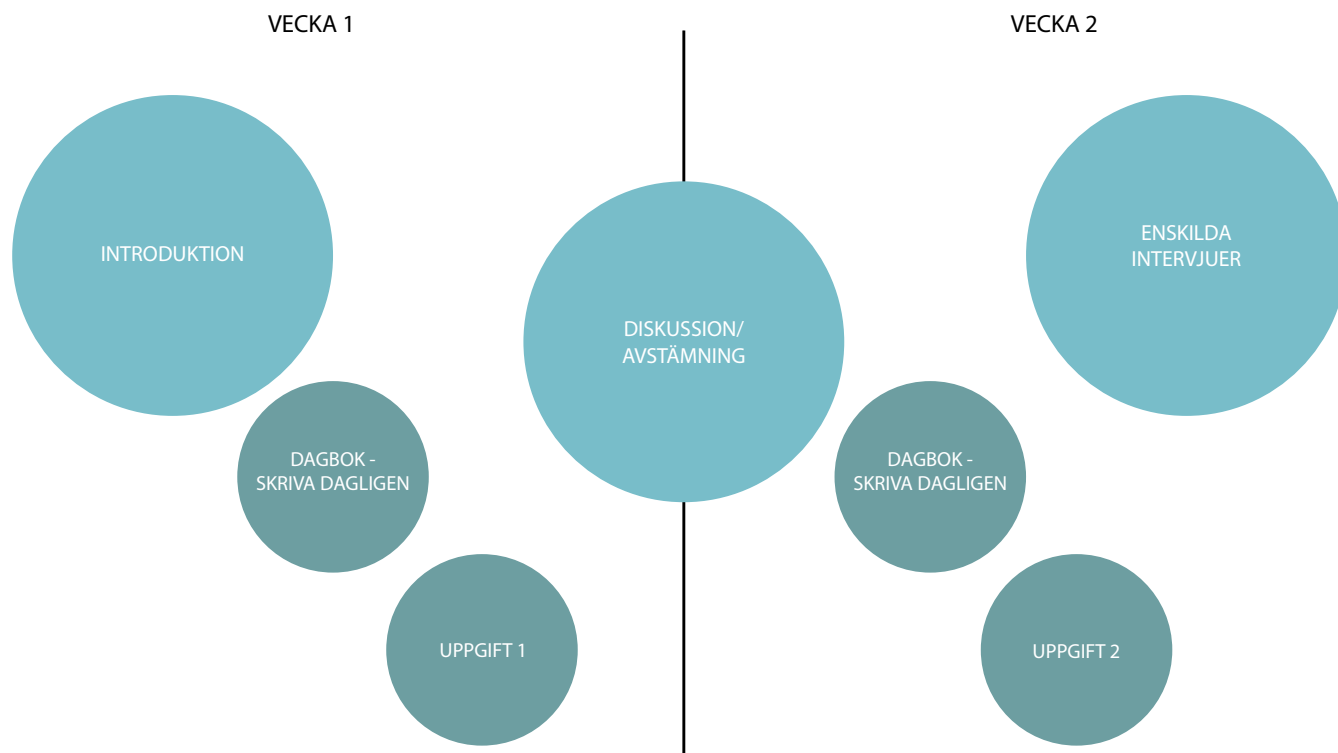 VECKA 1
VECKA 2
INTRODUKTION
DAGBOK -
SKRIVA DAGLIGEN
UPPGIFT 1
DISKUSSION/
AVSTÄMNING
ENSKILDA
INTERVJUER
DAGBOK -
SKRIVA DAGLIGEN
UPPGIFT 2